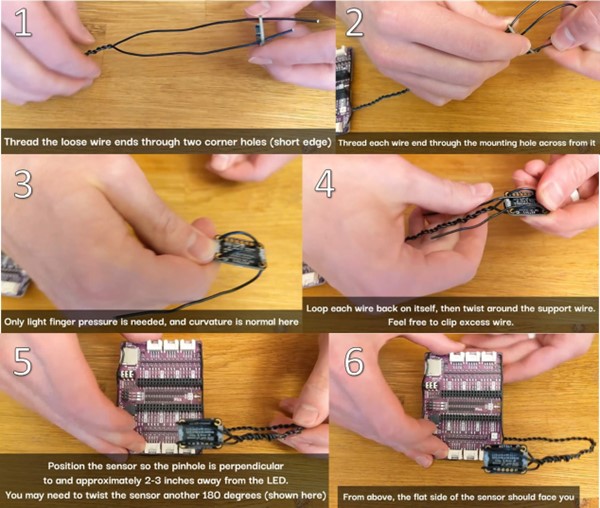 1
Thread the loose wire ends through two corner holes (short edge)
2
Thread each wire end through the mounting hole across from it
3
Only light finger pressure is needed, and curvature is normal here
4
Loop each wire back on itself, then twist around the support wire.
Feel free to clip excess wire.
5
Position the sensor so the pinhole is perpendicular
to and approximately 2-3 inches away from the LED.
You may need to twist the sensor another 180 degrees (shown here)
6
From above, the flat side of the sensor should face you